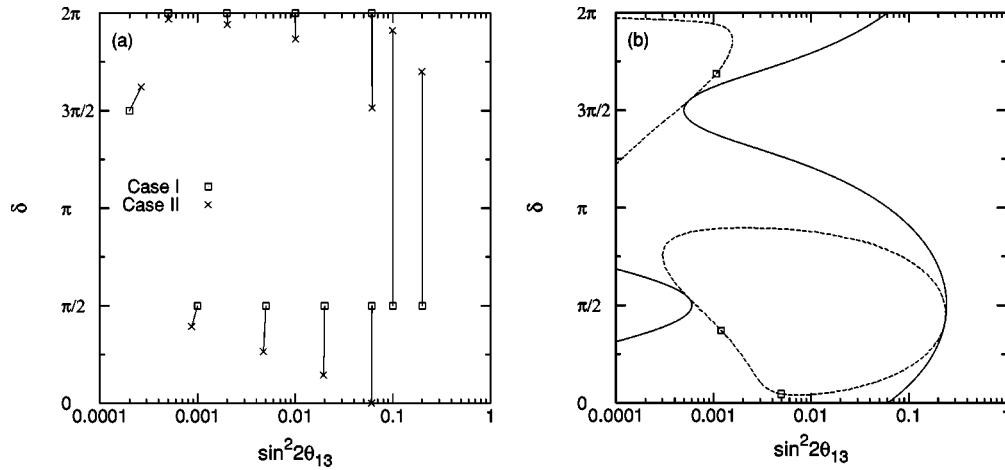 (a)
2π
3π/2
π
π/2
0
δ
Case I
Case II
0.0001
0.001
0.01
0.1
1
sin²2θ₁₃
(b)
2π
3π/2
π
π/2
0
δ
0.0001
0.001
0.01
0.1
1
sin²2θ₁₃